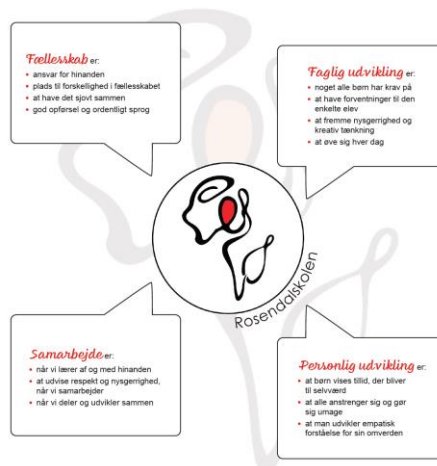 Fællesskab er:
• ansvar for hinanden
• plads til forskellighed i fællesskabet
• at have det sjovt sammen
• god opførsel og ordentligt sprog
Faglig udvikling er:
• noget alle børn har krav på
• at have forventninger til den
enkelte elev
• at fremme nysgerrighed og
kreativ tænkning
• at øve sig hver dag
Rosendalskolen
Samarbejde er:
• når vi lærer af og med hinanden
• at udvise respekt og nysgerrighed,
når vi samarbejder
• når vi deler og udvikler sammen
Personlig udvikling er:
• at børn vises tillid, der bliver
til selvværd
• at alle anstrenger sig og gør
sig umage
• at man udvikler empatisk
forståelse for sin omverden